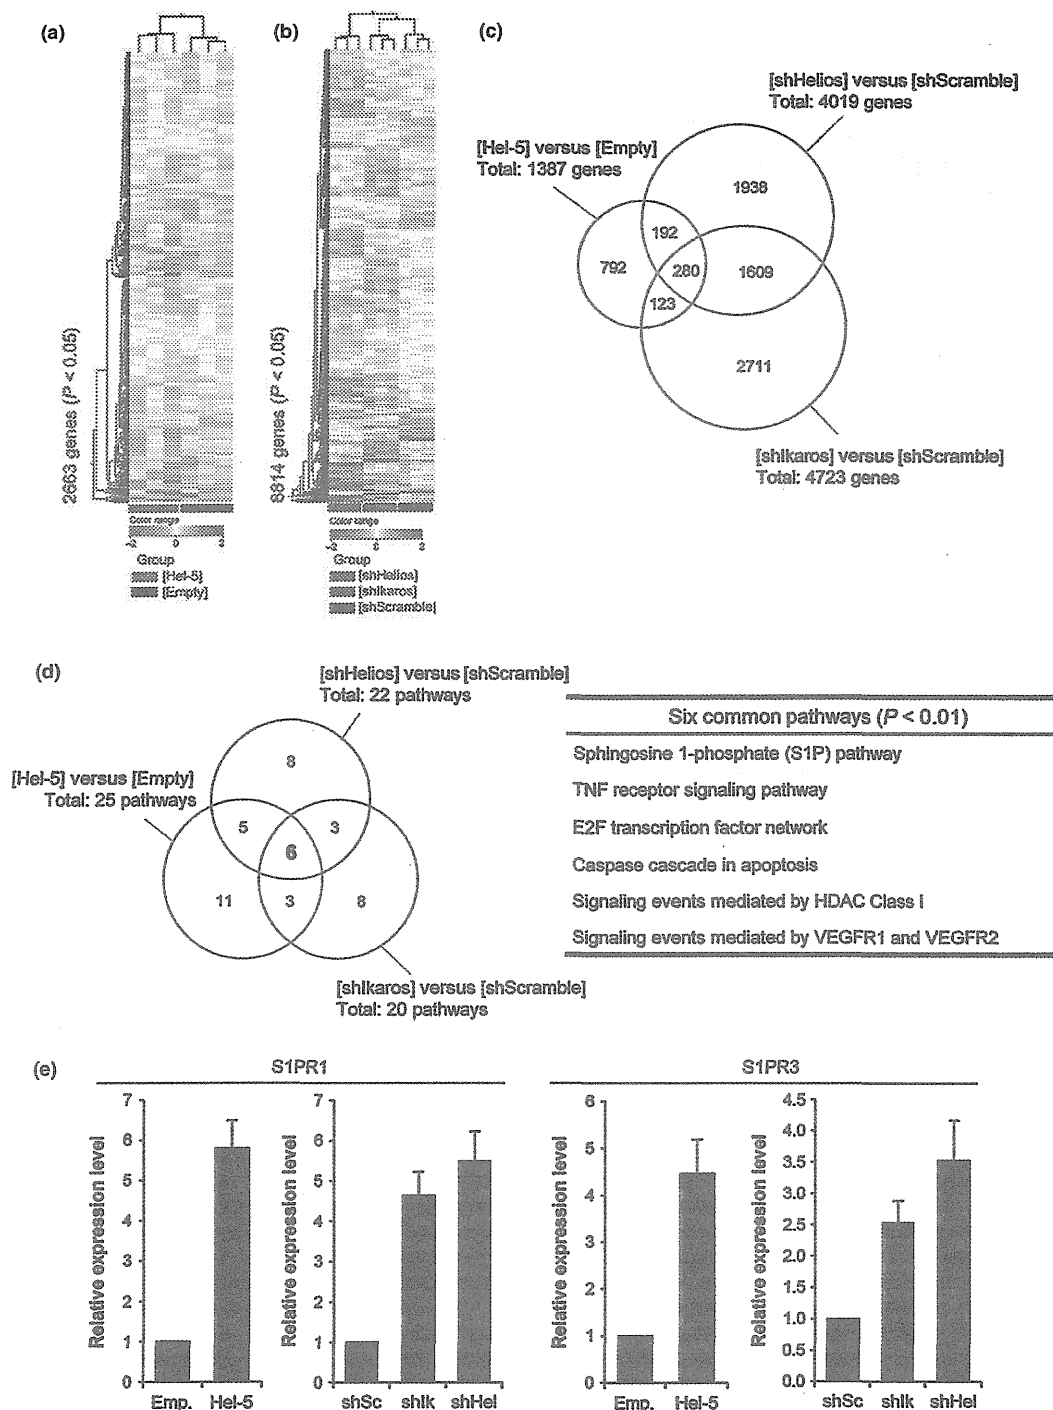 (a)
2663 genes (P < 0.05)
Color range
-2 0 2
Group
[Hel-5]
[Empty]
(b)
8814 genes (P < 0.05)
Color range
-2 0 2
Group
[shHelios]
[shIkaros]
[shScramble]
(c)
[shHelios] versus [shScramble]
Total: 4019 genes
[Hel-5] versus [Empty]
Total: 1387 genes
1938
192
792
280
1609
123
2711
[shIkaros] versus [shScramble]
Total: 4723 genes
(d)
[shHelios] versus [shScramble]
Total: 22 pathways
[Hel-5] versus [Empty]
Total: 25 pathways
8
5
3
6
11
3
8
[shIkaros] versus [shScramble]
Total: 20 pathways
Six common pathways (P < 0.01)
Sphingosine 1-phosphate (S1P) pathway
TNF receptor signaling pathway
E2F transcription factor network
Caspase cascade in apoptosis
Signaling events mediated by HDAC Class I
Signaling events mediated by VEGFR1 and VEGFR2
(e)
S1PR1
Relative expression level
7
6
5
4
3
2
1
0
Emp. Hel-5
Relative expression level
7
6
5
4
3
2
1
0
shSc shIk shHel
S1PR3
Relative expression level
6
5
4
3
2
1
0
Emp. Hel-5
Relative expression level
4.5
4.0
3.5
3.0
2.5
2.0
1.5
1.0
0.5
0.0
shSc shIk shHel